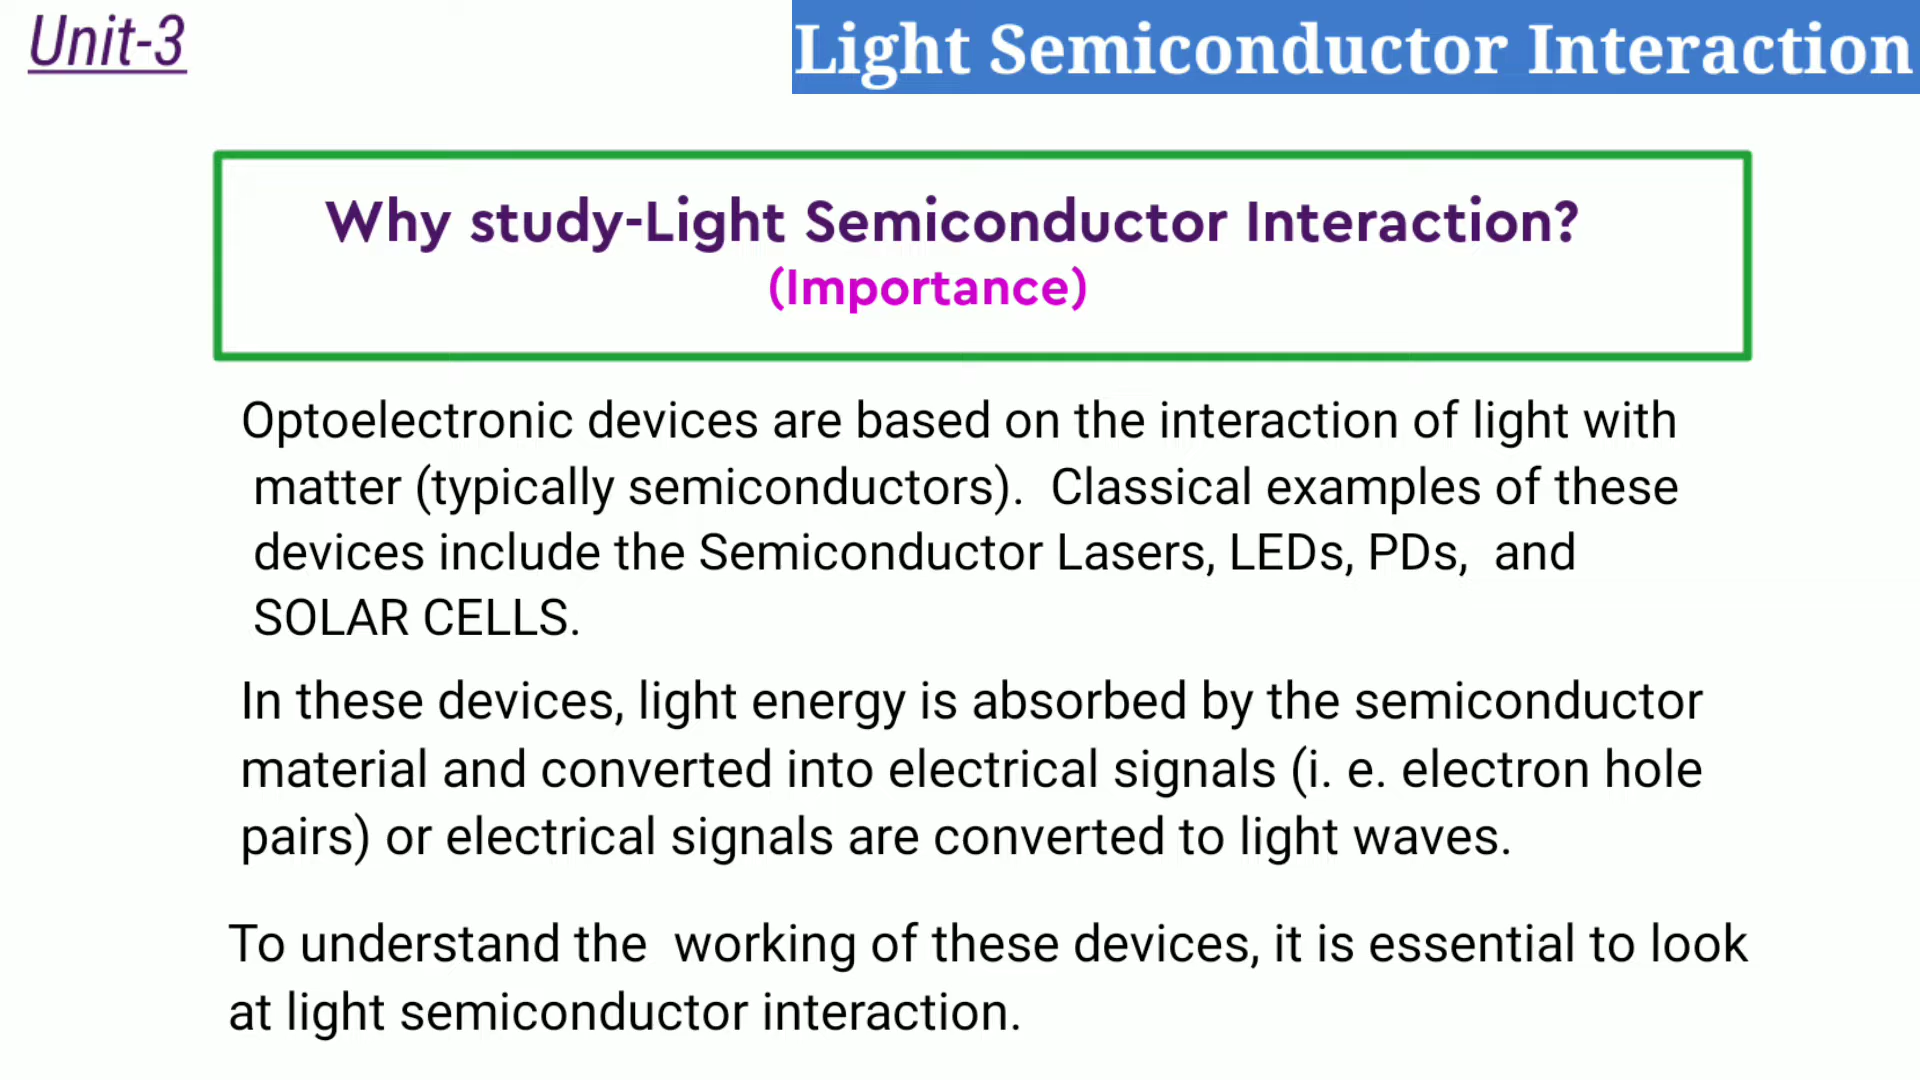 Unit-3
Light Semiconductor Interaction
Why study-Light Semiconductor Interaction?
(Importance)
Optoelectronic devices are based on the interaction of light with
matter (typically semiconductors).  Classical examples of these
devices include the Semiconductor Lasers, LEDs, PDs,  and
SOLAR CELLS.
In these devices, light energy is absorbed by the semiconductor
material and converted into electrical signals (i. e. electron hole
pairs) or electrical signals are converted to light waves.
To understand the  working of these devices, it is essential to look
at light semiconductor interaction.